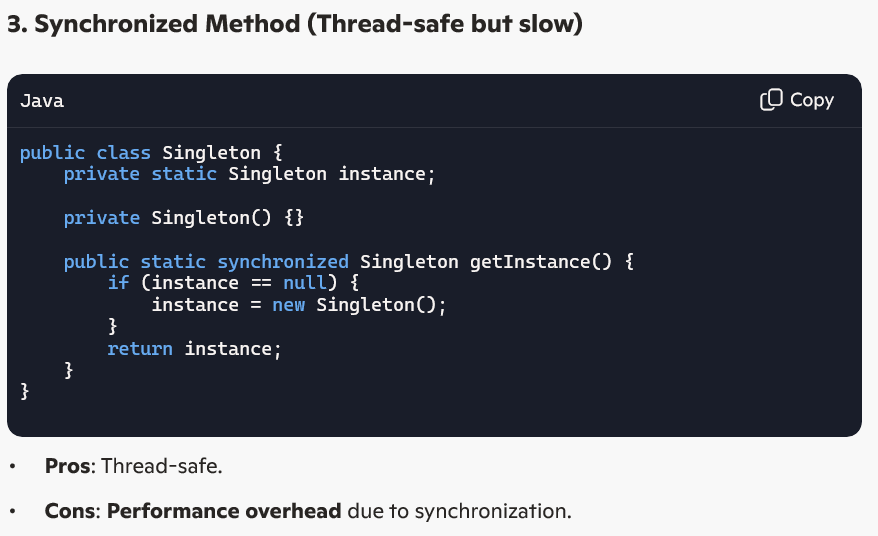 3. Synchronized Method (Thread-safe but slow)
Java
Copy
public class Singleton {
    private static Singleton instance;

    private Singleton() {}

    public static synchronized Singleton getInstance() {
        if (instance == null) {
            instance = new Singleton();
        }
        return instance;
    }
}
• Pros: Thread-safe.
• Cons: Performance overhead due to synchronization.